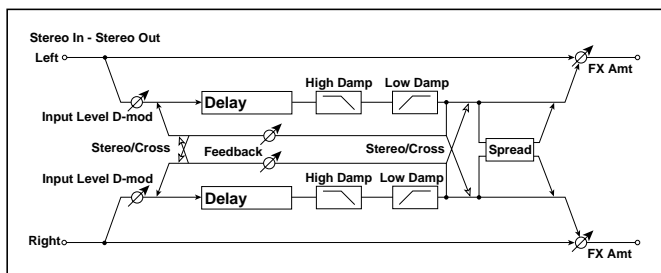 Stereo In - Stereo Out
Left
FX Amt
High Damp Low Damp
Input Level D-mod
Delay
Stereo/Cross
Feedback
Stereo/Cross
Spread
Input Level D-mod
High Damp Low Damp
Delay
Right
FX Amt